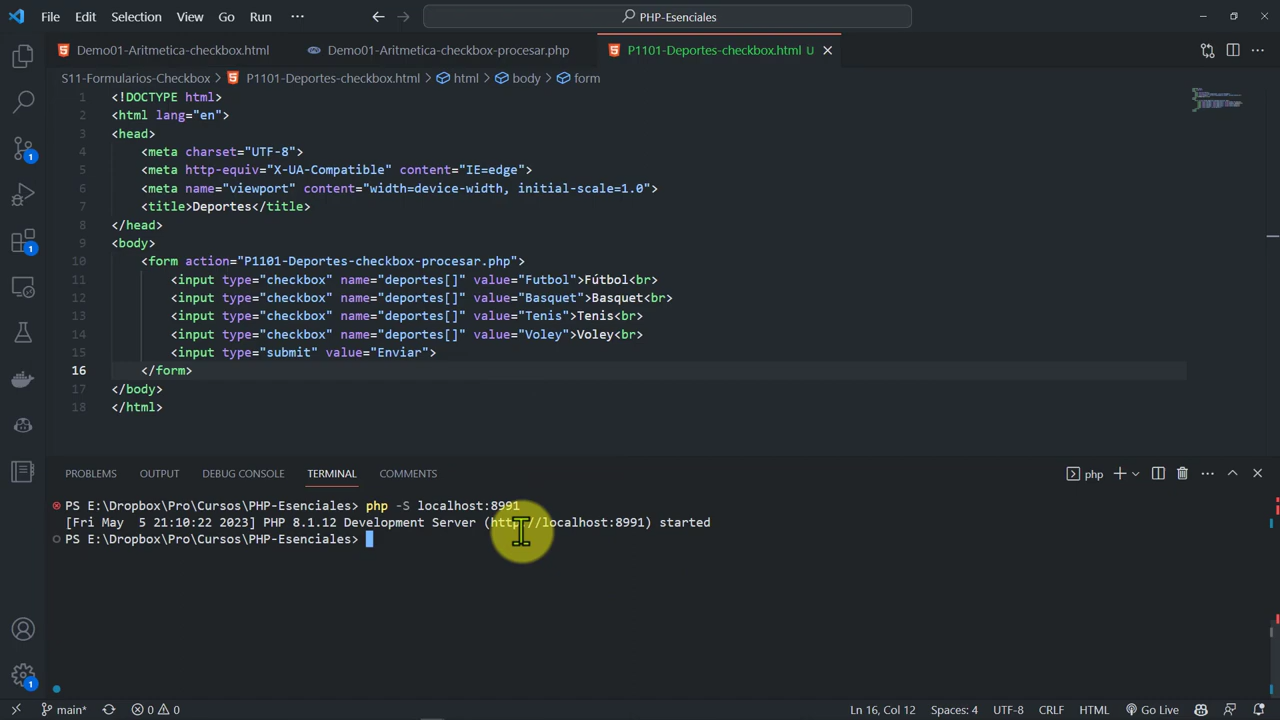 File Edit Selection View Go Run ··· PHP-Esenciales
Demo01-Aritmetica-checkbox.html Demo01-Aritmetica-checkbox-procesar.php P1101-Deportes-checkbox.html U
S11-Formularios-Checkbox > P1101-Deportes-checkbox.html > html > body > form
1 <!DOCTYPE html>
2 <html lang="en">
3 <head>
4 <meta charset="UTF-8">
5 <meta http-equiv="X-UA-Compatible" content="IE=edge">
6 <meta name="viewport" content="width=device-width, initial-scale=1.0">
7 <title>Deportes</title>
8 </head>
9 <body>
10 <form action="P1101-Deportes-checkbox-procesar.php">
11 <input type="checkbox" name="deportes[]" value="Futbol">Fútbol<br>
12 <input type="checkbox" name="deportes[]" value="Basquet">Basquet<br>
13 <input type="checkbox" name="deportes[]" value="Tenis">Tenis<br>
14 <input type="checkbox" name="deportes[]" value="Voley">Voley<br>
15 <input type="submit" value="Enviar">
16 </form>
17 </body>
18 </html>
1
1
PROBLEMS OUTPUT DEBUG CONSOLE TERMINAL COMMENTS php
PS E:\Dropbox\Pro\Cursos\PHP-Esenciales> php -S localhost:8991
[Fri May  5 21:10:22 2023] PHP 8.1.12 Development Server (http://localhost:8991) started
PS E:\Dropbox\Pro\Cursos\PHP-Esenciales>
1
main* 0 0 Ln 16, Col 12 Spaces: 4 UTF-8 CRLF HTML Go Live